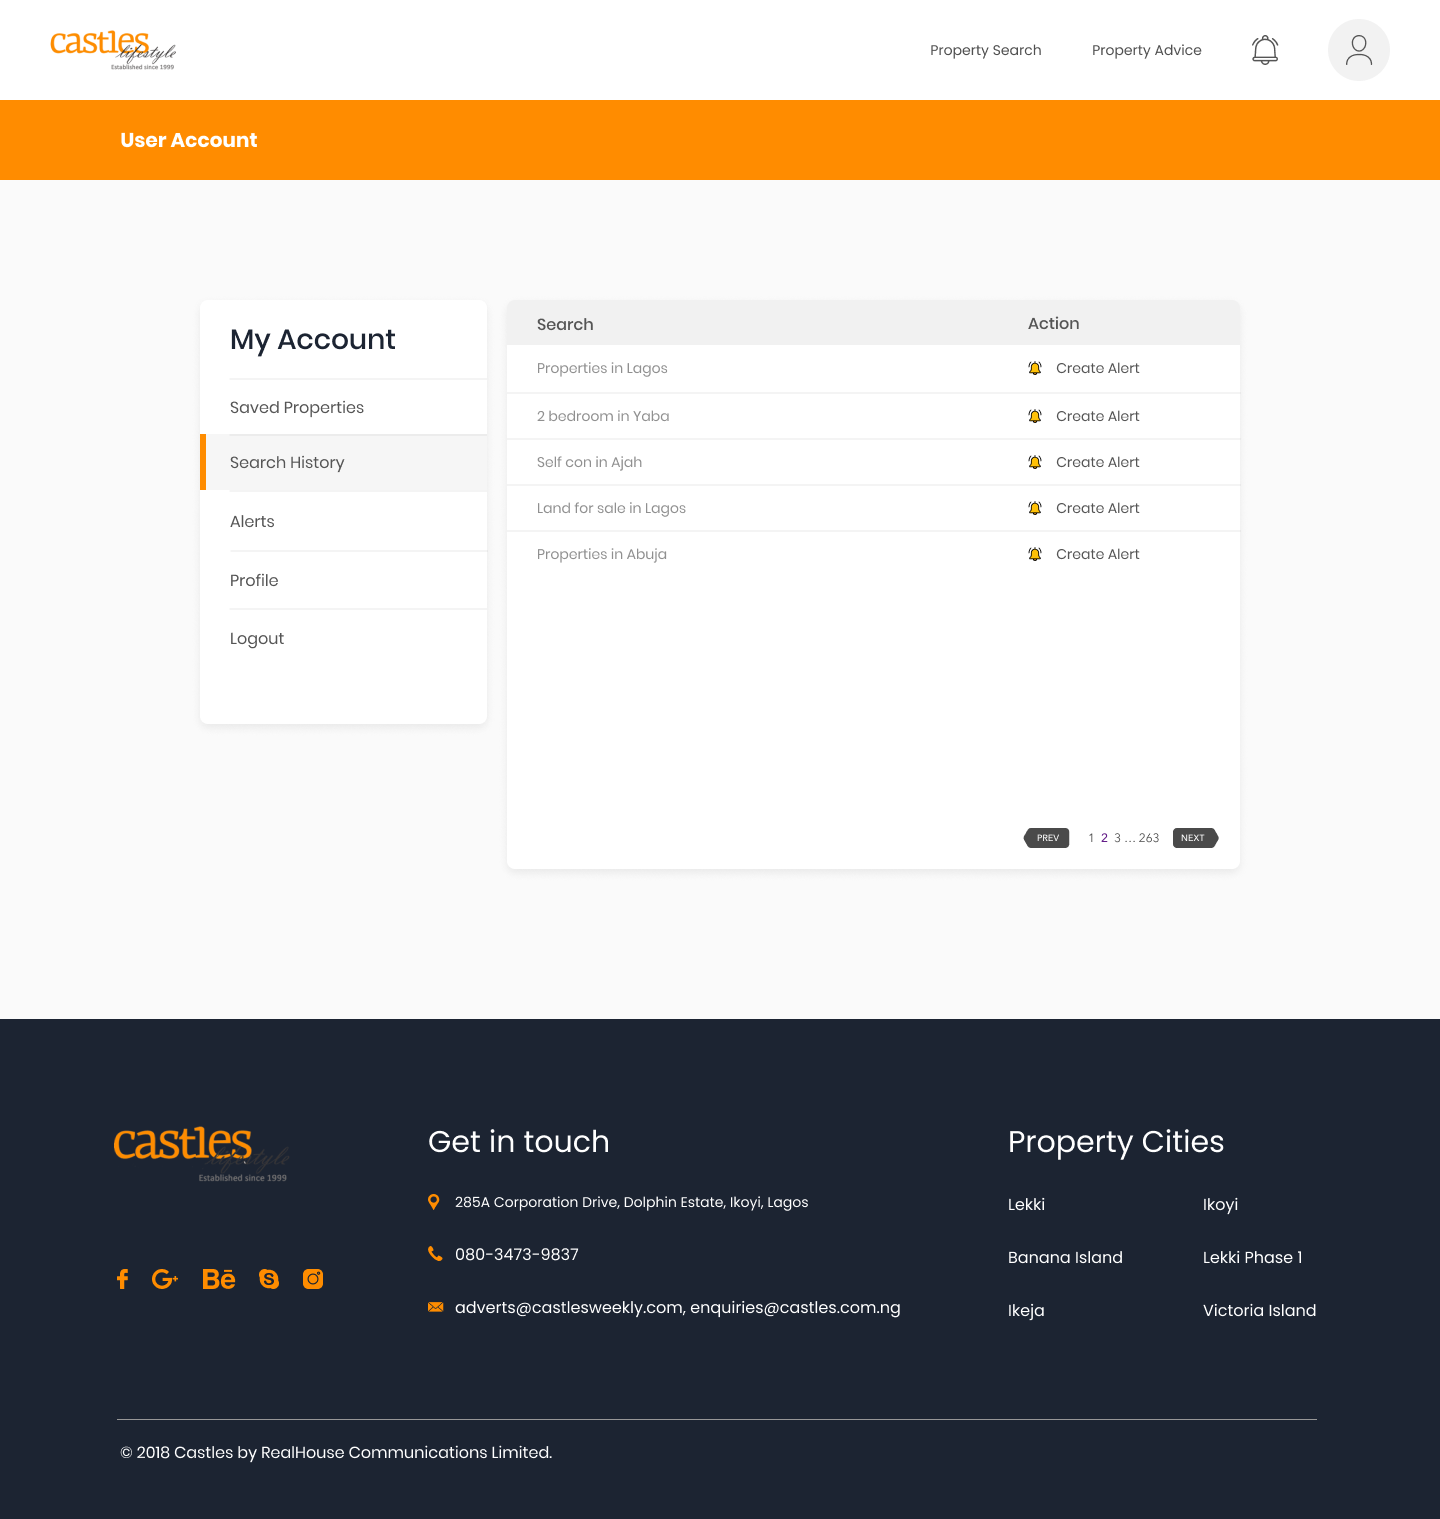 castles
lifestyle
Established since 1999
Property Search
Property Advice
User Account
My Account
Saved Properties
Search History
Alerts
Profile
Logout
Search Action
Properties in Lagos Create Alert
2 bedroom in Yaba Create Alert
Self con in Ajah Create Alert
Land for sale in Lagos Create Alert
Properties in Abuja Create Alert
PREV 1 2 3 ... 263 NEXT
castles
lifestyle
Established since 1999
Get in touch
285A Corporation Drive, Dolphin Estate, Ikoyi, Lagos
080-3473-9837
adverts@castlesweekly.com, enquiries@castles.com.ng
Property Cities
Lekki Ikoyi
Banana Island Lekki Phase 1
Ikeja Victoria Island
© 2018 Castles by RealHouse Communications Limited.